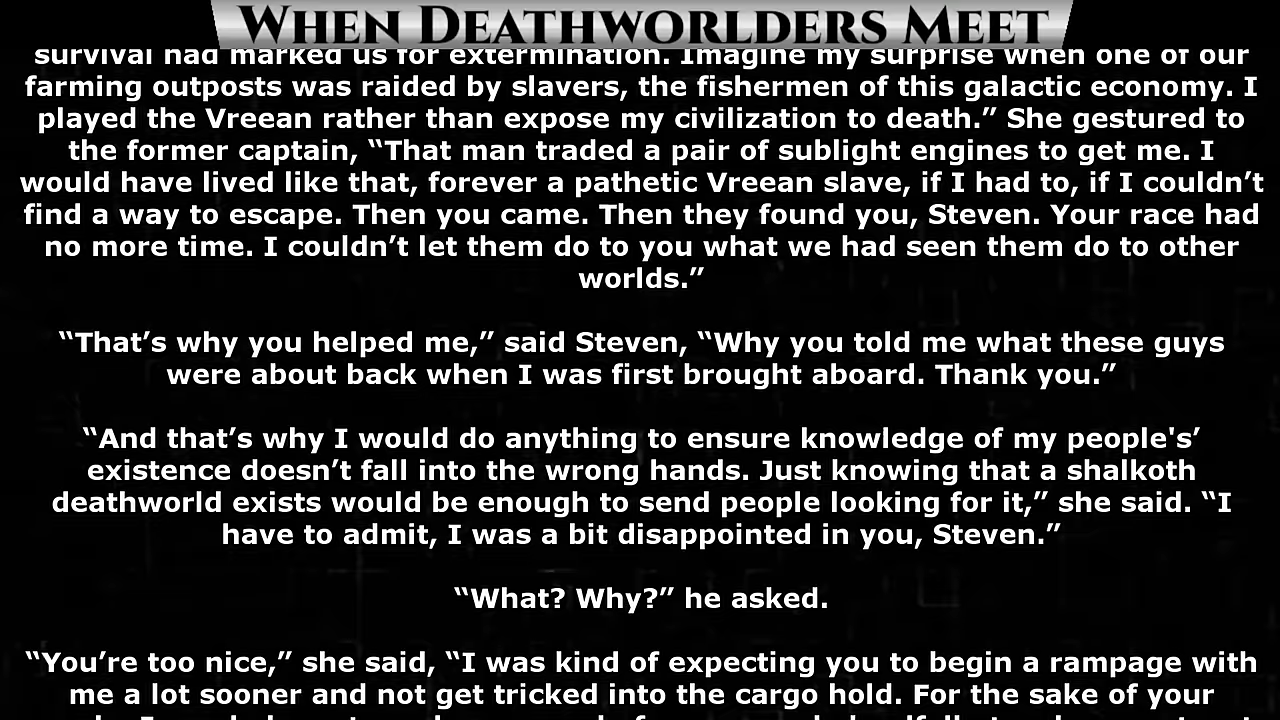 WHEN DEATHWORLDERS MEET
survival had marked us for extermination. Imagine my surprise when one of our
farming outposts was raided by slavers, the fishermen of this galactic economy. I
played the Vreean rather than expose my civilization to death.” She gestured to
the former captain, “That man traded a pair of sublight engines to get me. I
would have lived like that, forever a pathetic Vreean slave, if I had to, if I couldn’t
find a way to escape. Then you came. Then they found you, Steven. Your race had
no more time. I couldn’t let them do to you what we had seen them do to other
worlds.”
“That’s why you helped me,” said Steven, “Why you told me what these guys
were about back when I was first brought aboard. Thank you.”
“And that’s why I would do anything to ensure knowledge of my people's’
existence doesn’t fall into the wrong hands. Just knowing that a shalkoth
deathworld exists would be enough to send people looking for it,” she said. “I
have to admit, I was a bit disappointed in you, Steven.”
“What? Why?” he asked.
“You’re too nice,” she said, “I was kind of expecting you to begin a rampage with
me a lot sooner and not get tricked into the cargo hold. For the sake of your